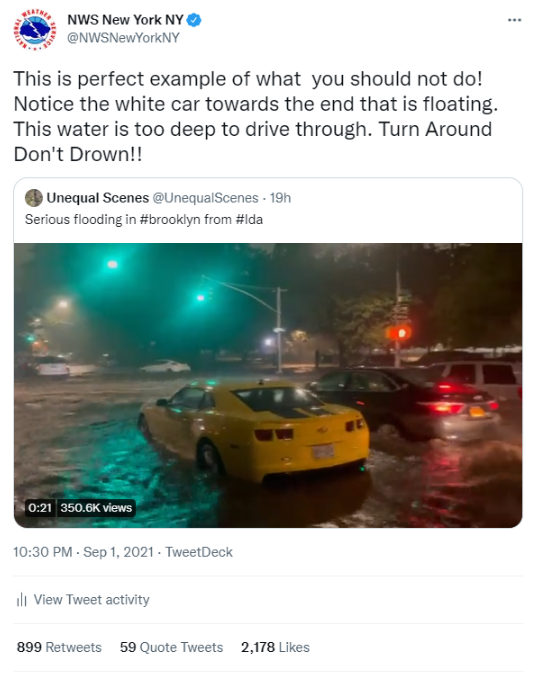 NWS New York NY
@NWSNewYorkNY
This is perfect example of what  you should not do!
Notice the white car towards the end that is floating.
This water is too deep to drive through. Turn Around
Don't Drown!!
Unequal Scenes @UnequalScenes · 19h
Serious flooding in #brooklyn from #Ida
0:21 350.6K views
10:30 PM · Sep 1, 2021 · TweetDeck
View Tweet activity
899 Retweets 59 Quote Tweets 2,178 Likes